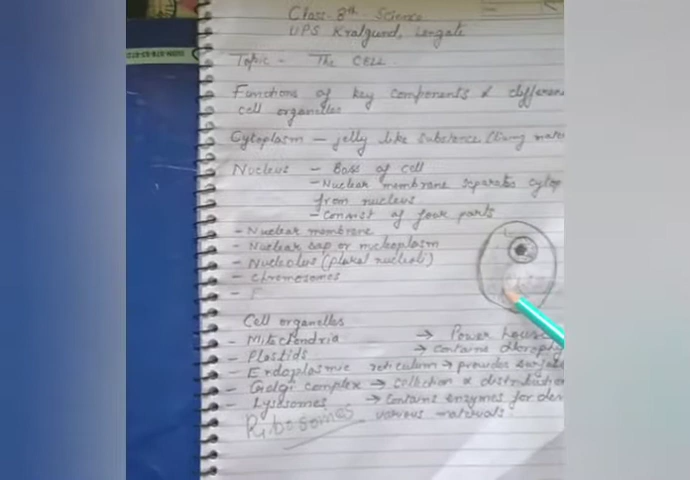 Class-8th Science
UPS Kralgund, Langate
Topic - The CELL
Functions of key components &
cell organelles
Cytoplasm - jelly like substance (living
Nucleus - Boss of cell
- Nuclear membrane separates
from nucleus
- Consist of four parts
- Nuclear membrane
- Nuclear sap or
- Nucleolus (plural nucleoli)
- Chromosomes
-
Cell organelles
- Mitochondria → Power house
- Plastids → contains
- Endoplasmic reticulum → provides
- Golgi complex → collection & distribution
- Lysosomes → contains enzymes for
various materials
Ribosomes